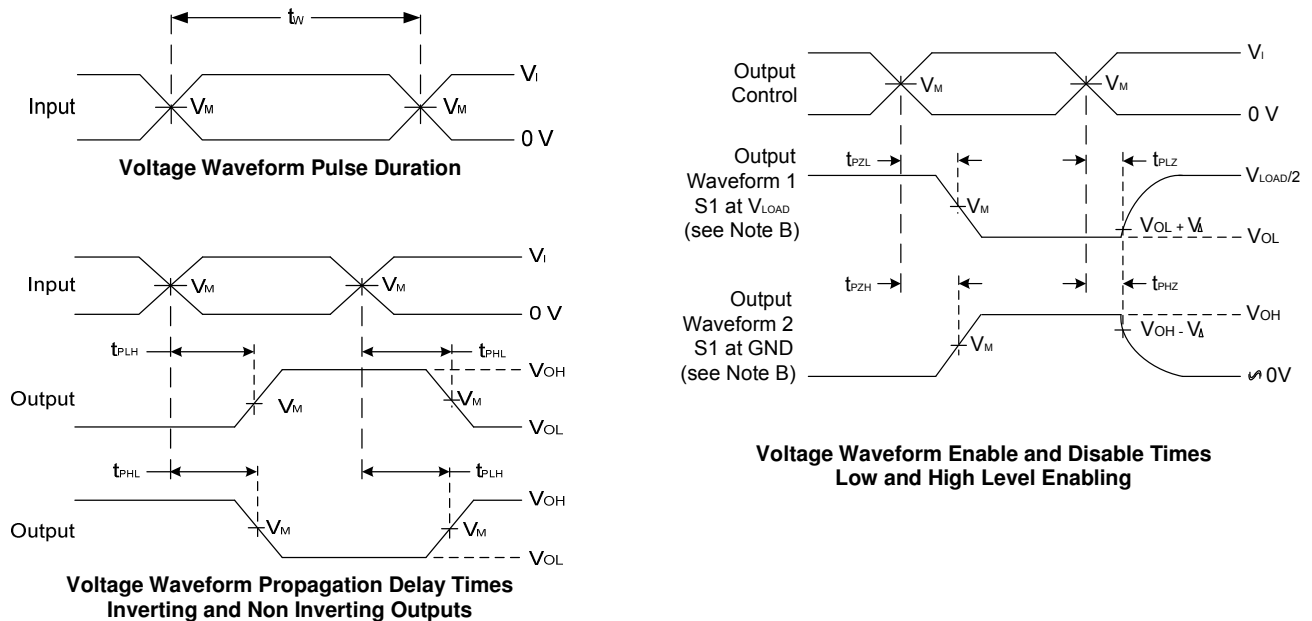 tW
Input
VM
VM
VI
0 V
Voltage Waveform Pulse Duration
Input
VM
VM
VI
0 V
tPLH
tPHL
Output
VM
VM
VOH
VOL
tPHL
tPLH
Output
VM
VM
VOH
VOL
Voltage Waveform Propagation Delay Times
Inverting and Non Inverting Outputs
Output
Control
VM
VM
VI
0 V
Output
Waveform 1
S1 at VLOAD
(see Note B)
tPZL
tPLZ
VM
VLOAD/2
VOL + VΔ
VOL
Output
Waveform 2
S1 at GND
(see Note B)
tPZH
tPHZ
VM
VOH
VOH - VΔ
∽0V
Voltage Waveform Enable and Disable Times
Low and High Level Enabling